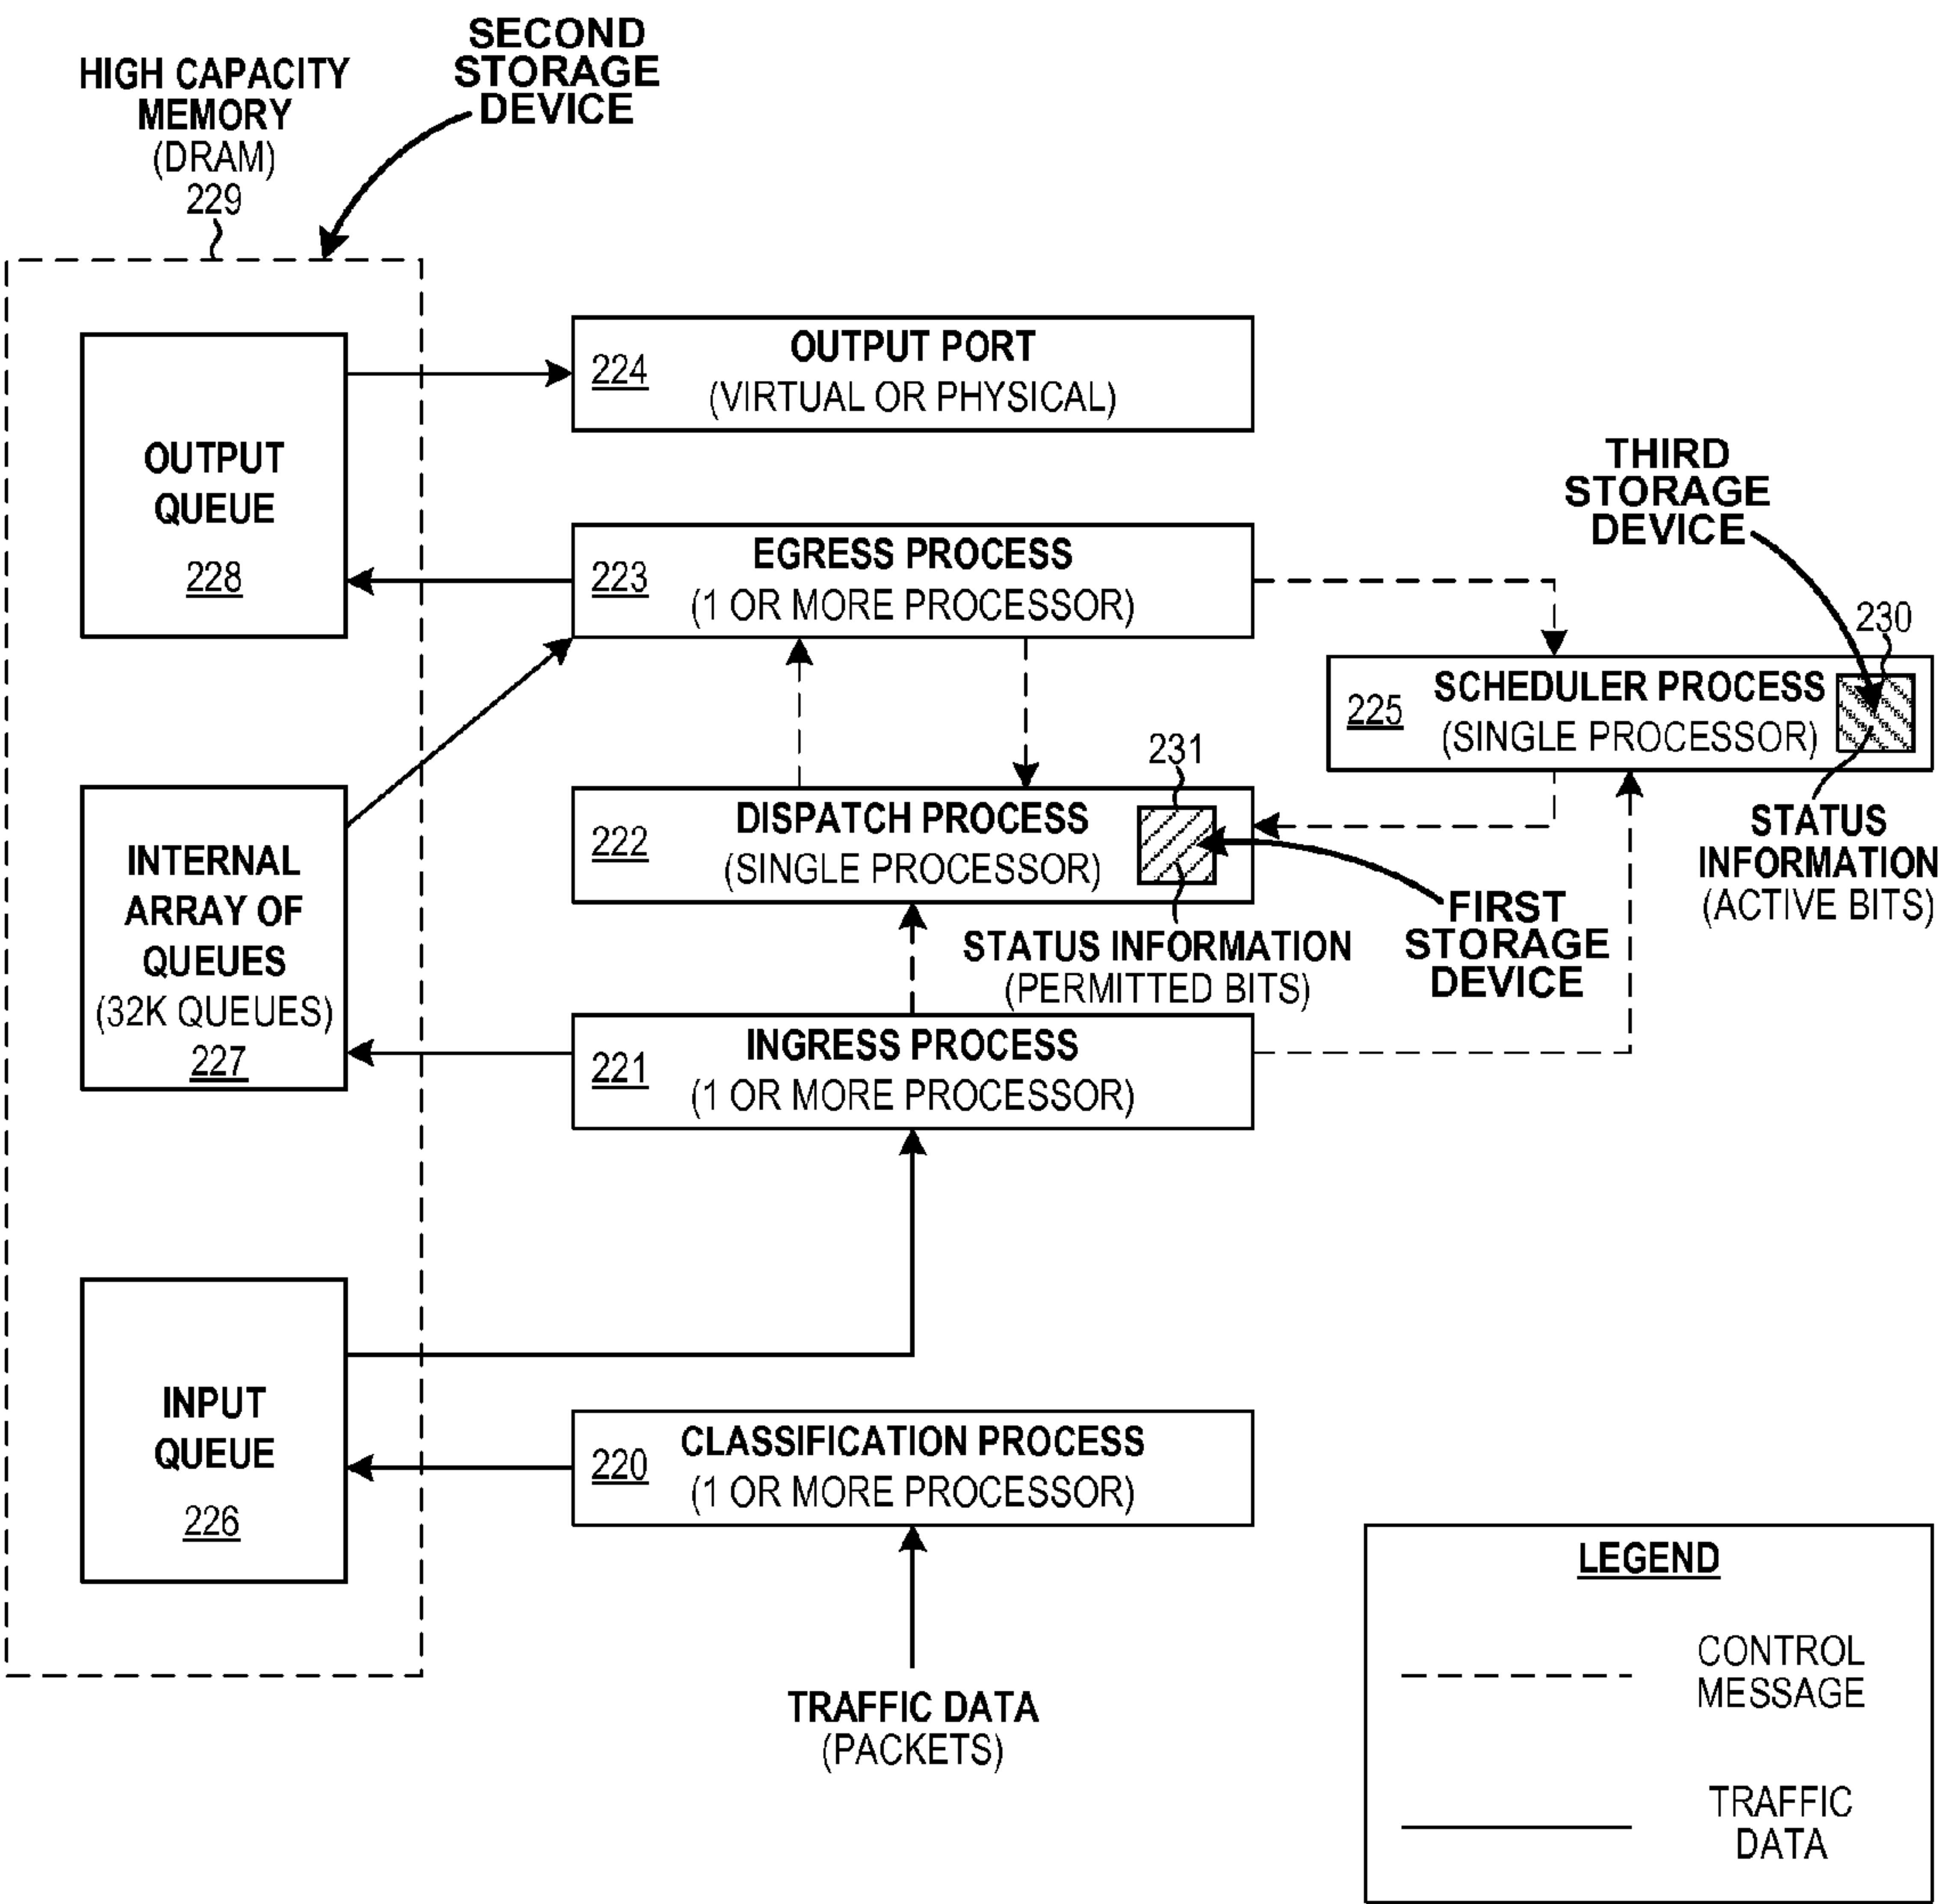 SECOND
STORAGE
DEVICE
HIGH CAPACITY
MEMORY
(DRAM)
229
OUTPUT
QUEUE
228
224
OUTPUT PORT
(VIRTUAL OR PHYSICAL)
223
EGRESS PROCESS
(1 OR MORE PROCESSOR)
THIRD
STORAGE
DEVICE
230
225
SCHEDULER PROCESS
(SINGLE PROCESSOR)
STATUS
INFORMATION
(ACTIVE BITS)
231
222
DISPATCH PROCESS
(SINGLE PROCESSOR)
FIRST
STORAGE
DEVICE
STATUS INFORMATION
(PERMITTED BITS)
INTERNAL
ARRAY OF
QUEUES
(32K QUEUES)
227
221
INGRESS PROCESS
(1 OR MORE PROCESSOR)
INPUT
QUEUE
226
220
CLASSIFICATION PROCESS
(1 OR MORE PROCESSOR)
TRAFFIC DATA
(PACKETS)
LEGEND
CONTROL
MESSAGE
TRAFFIC
DATA